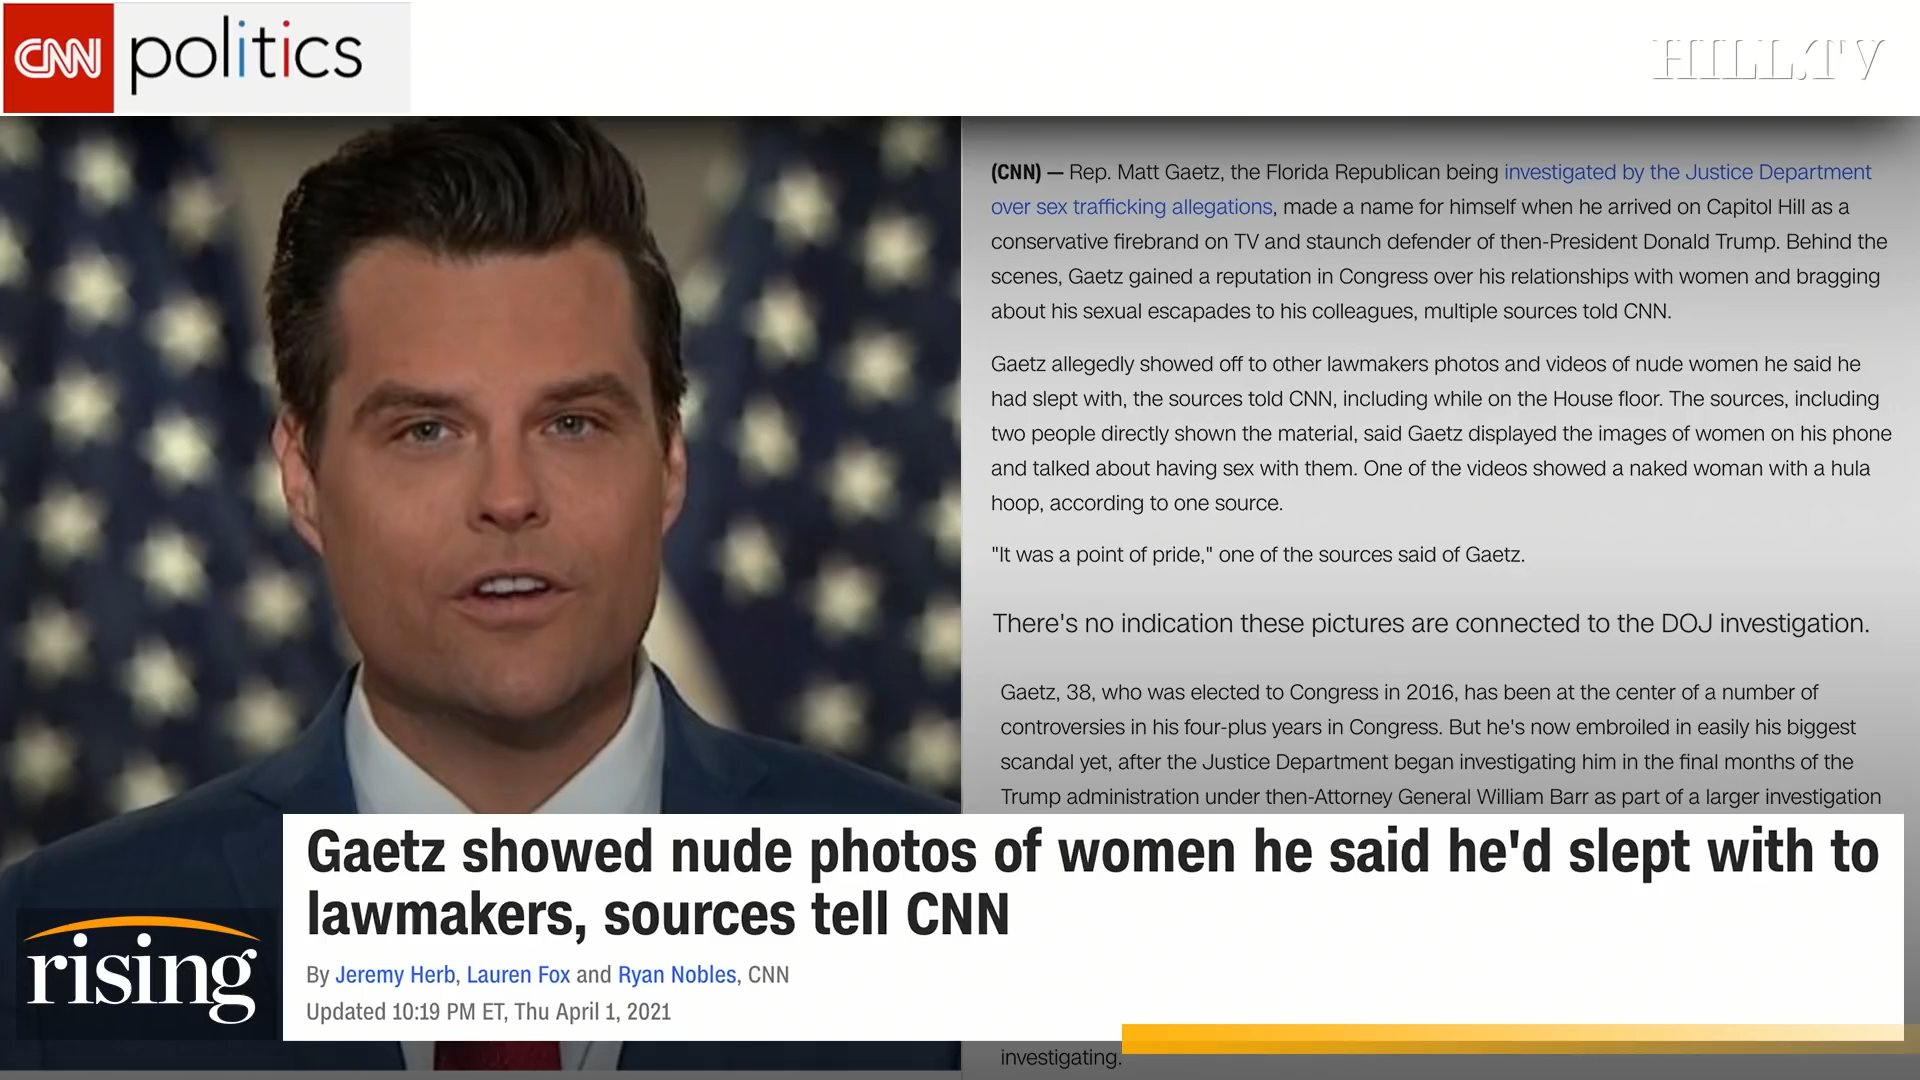 CNN politics
HILL.TV
(CNN) — Rep. Matt Gaetz, the Florida Republican being investigated by the Justice Department
over sex trafficking allegations, made a name for himself when he arrived on Capitol Hill as a
conservative firebrand on TV and staunch defender of then-President Donald Trump. Behind the
scenes, Gaetz gained a reputation in Congress over his relationships with women and bragging
about his sexual escapades to his colleagues, multiple sources told CNN.
Gaetz allegedly showed off to other lawmakers photos and videos of nude women he said he
had slept with, the sources told CNN, including while on the House floor. The sources, including
two people directly shown the material, said Gaetz displayed the images of women on his phone
and talked about having sex with them. One of the videos showed a naked woman with a hula
hoop, according to one source.
"It was a point of pride," one of the sources said of Gaetz.
There's no indication these pictures are connected to the DOJ investigation.
Gaetz, 38, who was elected to Congress in 2016, has been at the center of a number of
controversies in his four-plus years in Congress. But he's now embroiled in easily his biggest
scandal yet, after the Justice Department began investigating him in the final months of the
Trump administration under then-Attorney General William Barr as part of a larger investigation
Gaetz showed nude photos of women he said he'd slept with to
lawmakers, sources tell CNN
By Jeremy Herb, Lauren Fox and Ryan Nobles, CNN
Updated 10:19 PM ET, Thu April 1, 2021
rising
investigating.